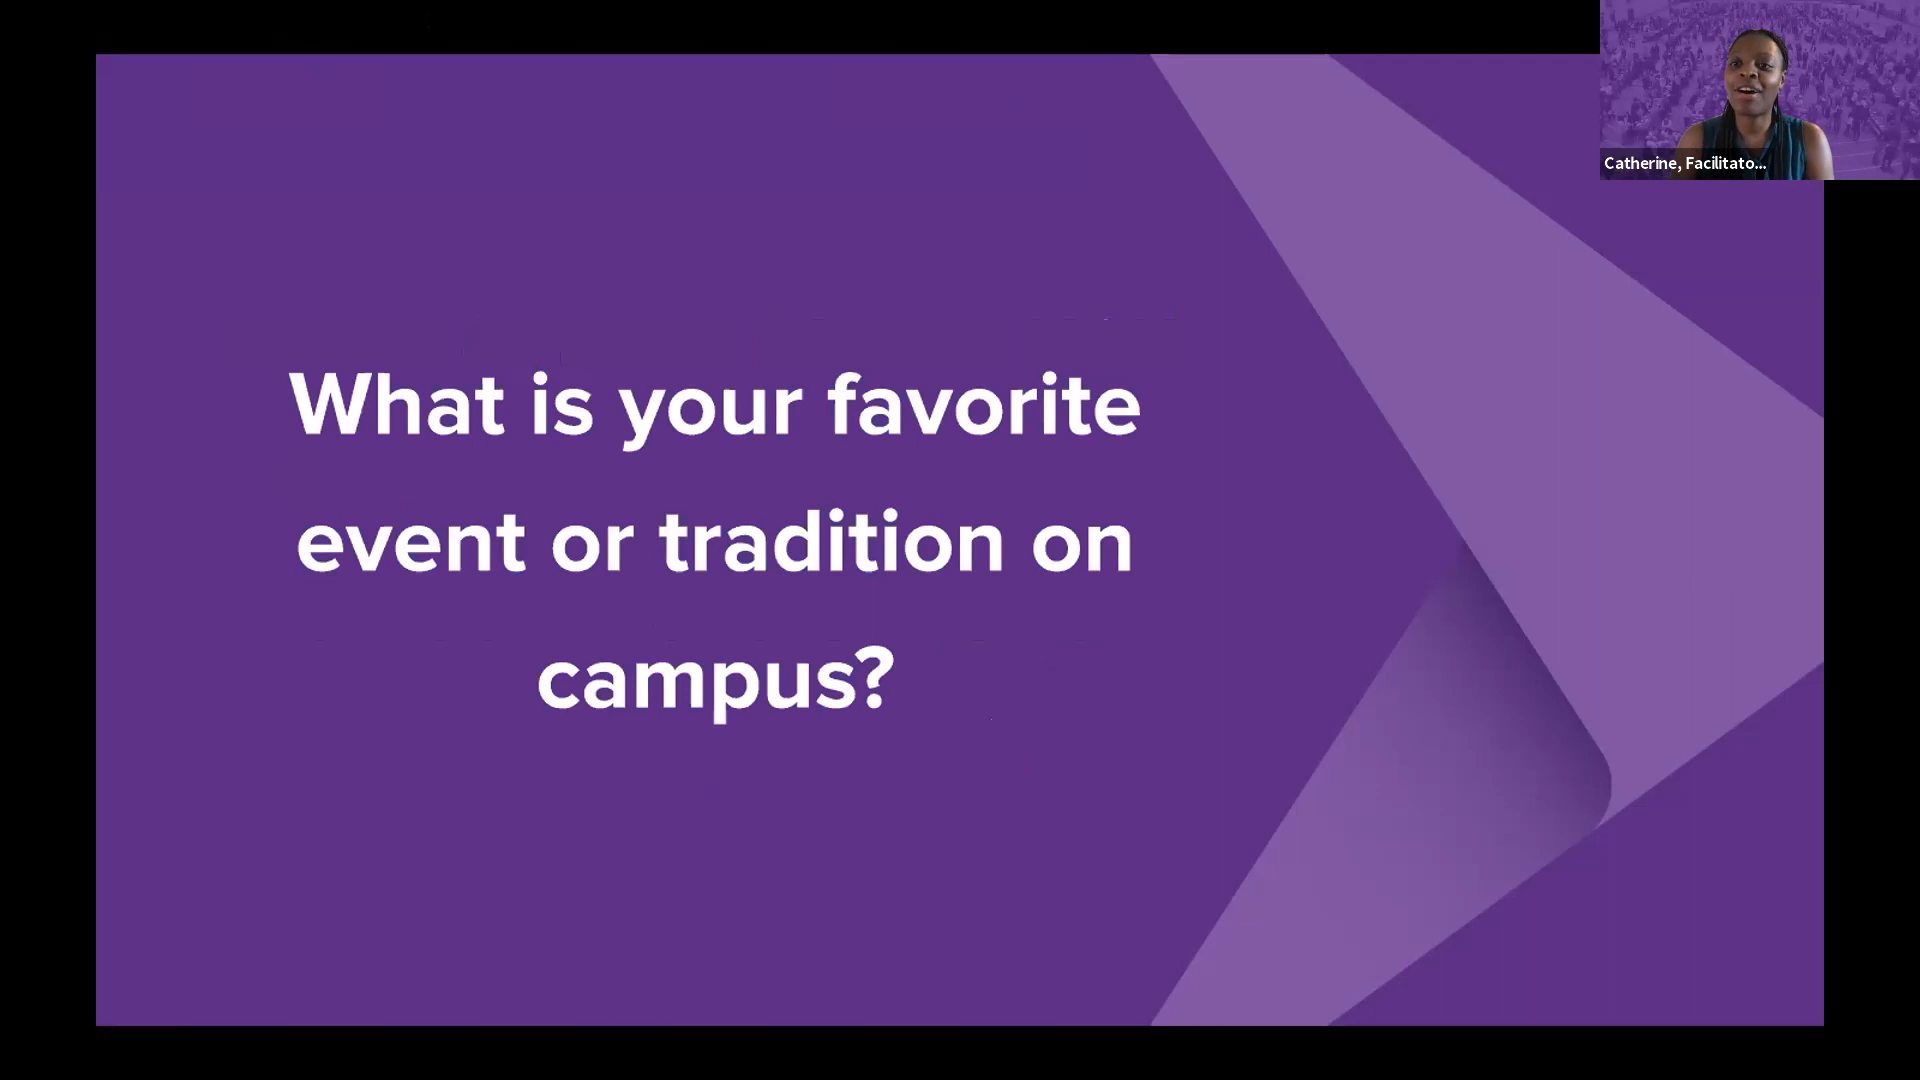 Catherine, Facilitato...
What is your favorite
event or tradition on
campus?